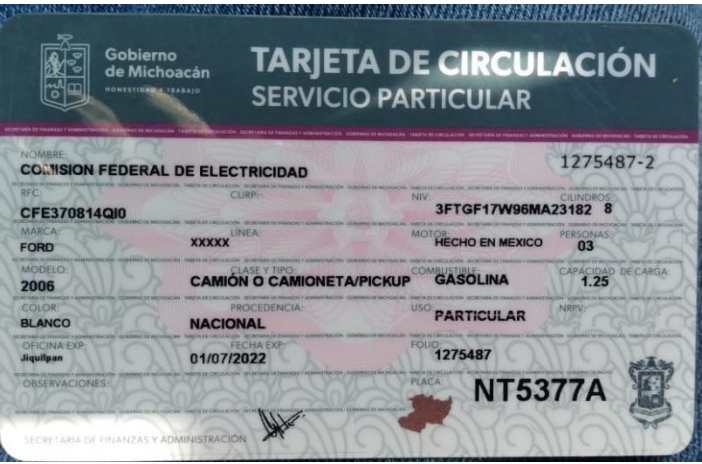 Gobierno
de Michoacán
HONESTIDAD Y TRABAJO
TARJETA DE CIRCULACIÓN
SERVICIO PARTICULAR
NOMBRE:
COMISION FEDERAL DE ELECTRICIDAD
1275487-2
RFC: CURP: NIV: CILINDROS:
CFE370814QI0 3FTGF17W96MA23182 8
MARCA: LÍNEA: MOTOR: PERSONAS:
FORD XXXXX HECHO EN MEXICO 03
MODELO: CLASE Y TIPO: COMBUSTIBLE: CAPACIDAD DE CARGA:
2006 CAMIÓN O CAMIONETA/PICKUP GASOLINA 1.25
COLOR: PROCEDENCIA: USO: NRPV:
BLANCO NACIONAL PARTICULAR
OFICINA EXP: FECHA EXP: FOLIO:
Jiquilpan 01/07/2022 1275487
OBSERVACIONES: PLACA:
NT5377A
SECRETARÍA DE FINANZAS Y ADMINISTRACIÓN